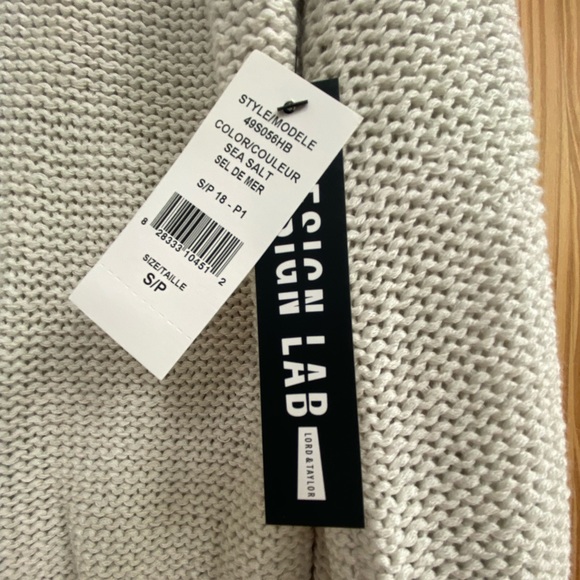 STYLE/MODELE
49S056HB
COLOR/COULEUR
SEA SALT
SEL DE MER
S/P 18 - P1
8 28333 10451 2
SIZE/TAILLE
S/P
SIGN LAB
LORD & TAYLOR